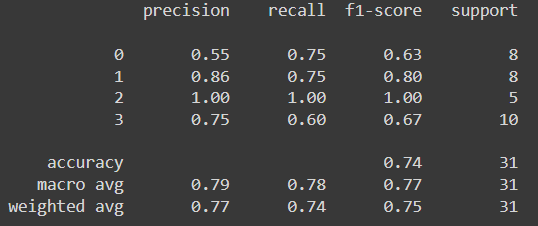 precision recall f1-score support
0 0.55 0.75 0.63 8
1 0.86 0.75 0.80 8
2 1.00 1.00 1.00 5
3 0.75 0.60 0.67 10
accuracy 0.74 31
macro avg 0.79 0.78 0.77 31
weighted avg 0.77 0.74 0.75 31